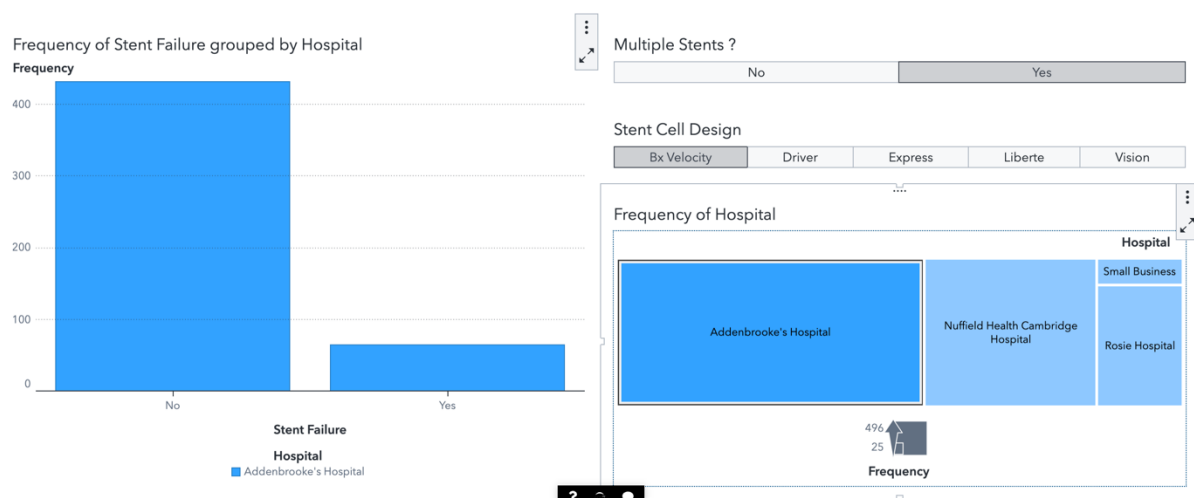 Frequency of Stent Failure grouped by Hospital
Frequency
400
300
200
100
0
No
Yes
Stent Failure
Hospital
Addenbrooke's Hospital
Multiple Stents ?
No Yes
Stent Cell Design
Bx Velocity Driver Express Liberte Vision
Frequency of Hospital
Hospital
Addenbrooke's Hospital
Nuffield Health Cambridge
Hospital
Small Business
Rosie Hospital
496
25
Frequency
?